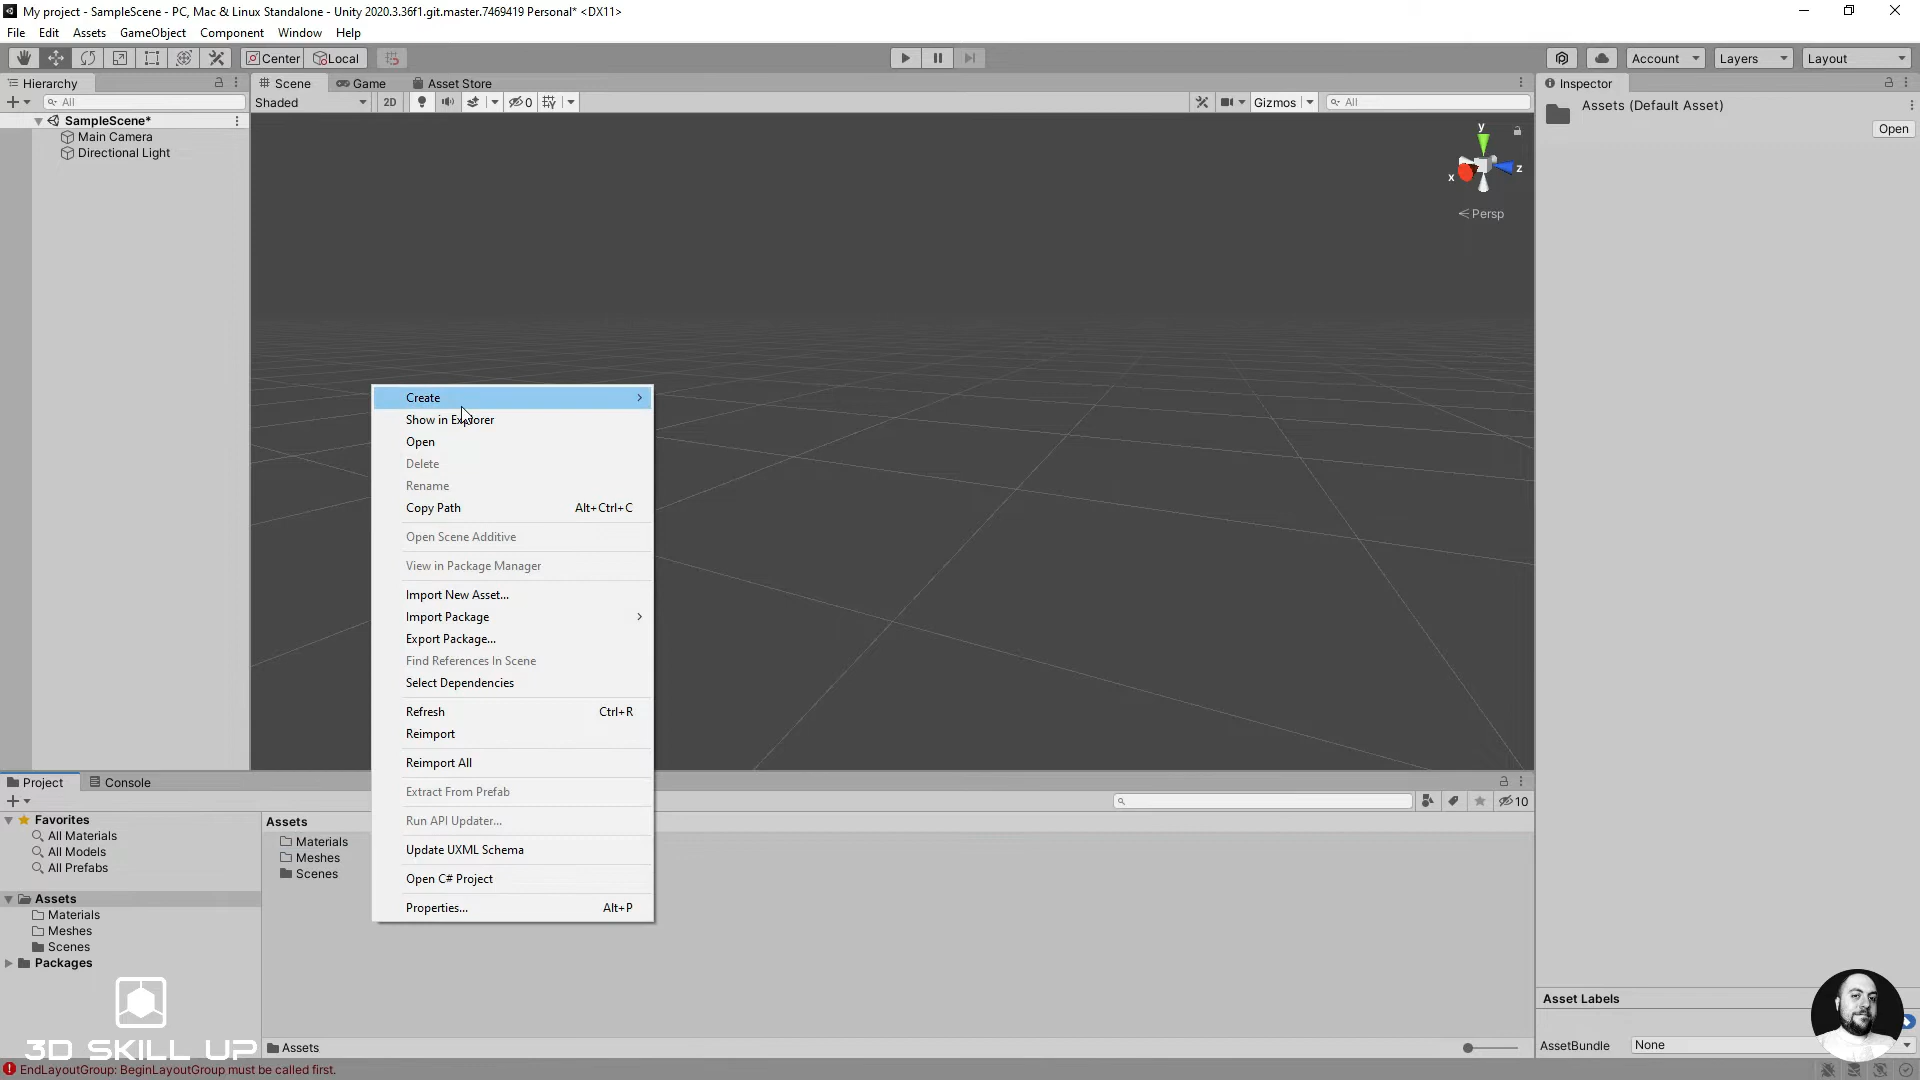 My project - SampleScene - PC, Mac & Linux Standalone - Unity 2020.3.36f1.git.master.7469419 Personal* <DX11>
File Edit Assets GameObject Component Window Help
Center Local Account Layers Layout
Hierarchy
All
SampleScene*
Main Camera
Directional Light
Scene Game Asset Store
Shaded 2D 0 Gizmos All
y
x
z
Persp
Inspector
Assets (Default Asset)
Open
Create
Show in Explorer
Open
Delete
Rename
Copy Path Alt+Ctrl+C
Open Scene Additive
View in Package Manager
Import New Asset...
Import Package
Export Package...
Find References In Scene
Select Dependencies
Refresh Ctrl+R
Reimport
Reimport All
Extract From Prefab
Run API Updater...
Update UXML Schema
Open C# Project
Properties... Alt+P
Project Console
10
Favorites
All Materials
All Models
All Prefabs
Assets
Materials
Meshes
Scenes
Packages
Assets
Materials
Meshes
Scenes
Assets
3D SKILL UP
Asset Labels
AssetBundle None
EndLayoutGroup: BeginLayoutGroup must be called first.